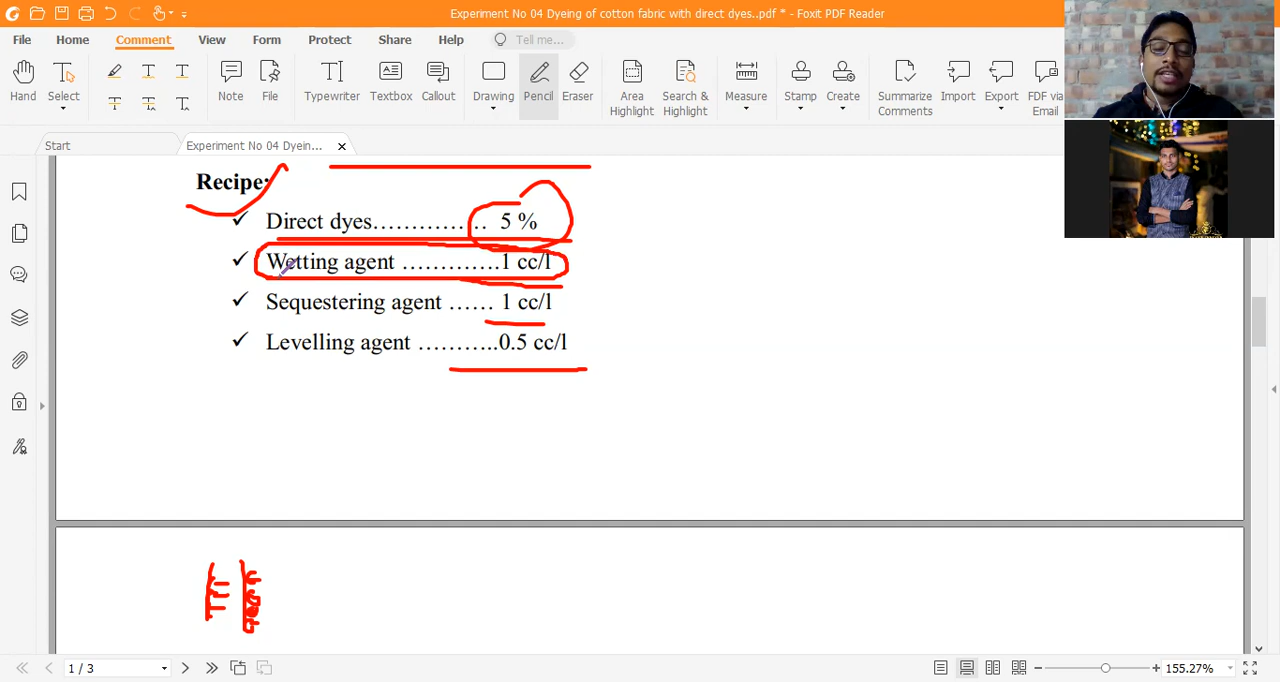 Experiment No 04 Dyeing of cotton fabric with direct dyes..pdf * - Foxit PDF Reader
File Home Comment View Form Protect Share Help Tell me...
Hand Select Note File Typewriter Textbox Callout Drawing Pencil Eraser Area Highlight Search & Highlight Measure Stamp Create Summarize Comments Import Export FDF via Email
Start Experiment No 04 Dyein...
Recipe:
✓ Direct dyes…………….. 5 %
✓ Wetting agent ………….1 cc/l
✓ Sequestering agent …… 1 cc/l
✓ Levelling agent ………..0.5 cc/l
1 / 3 155.27%